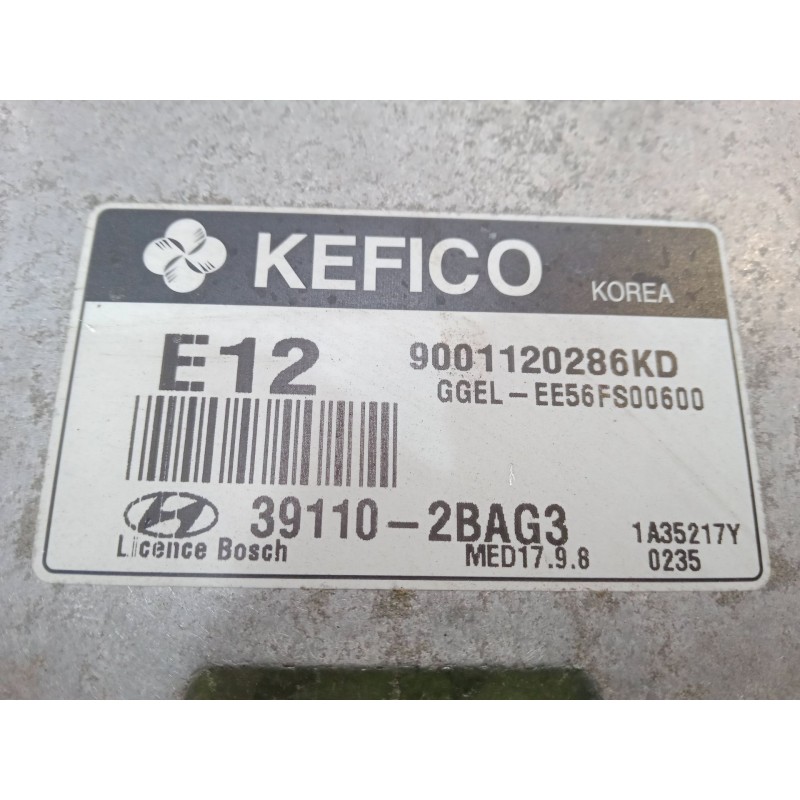 KEFICO KOREA
E12 9001120286KD
GGEL-EE56FS00600
39110-2BAG3 1A35217Y
Licence Bosch MED17.9.8 0235